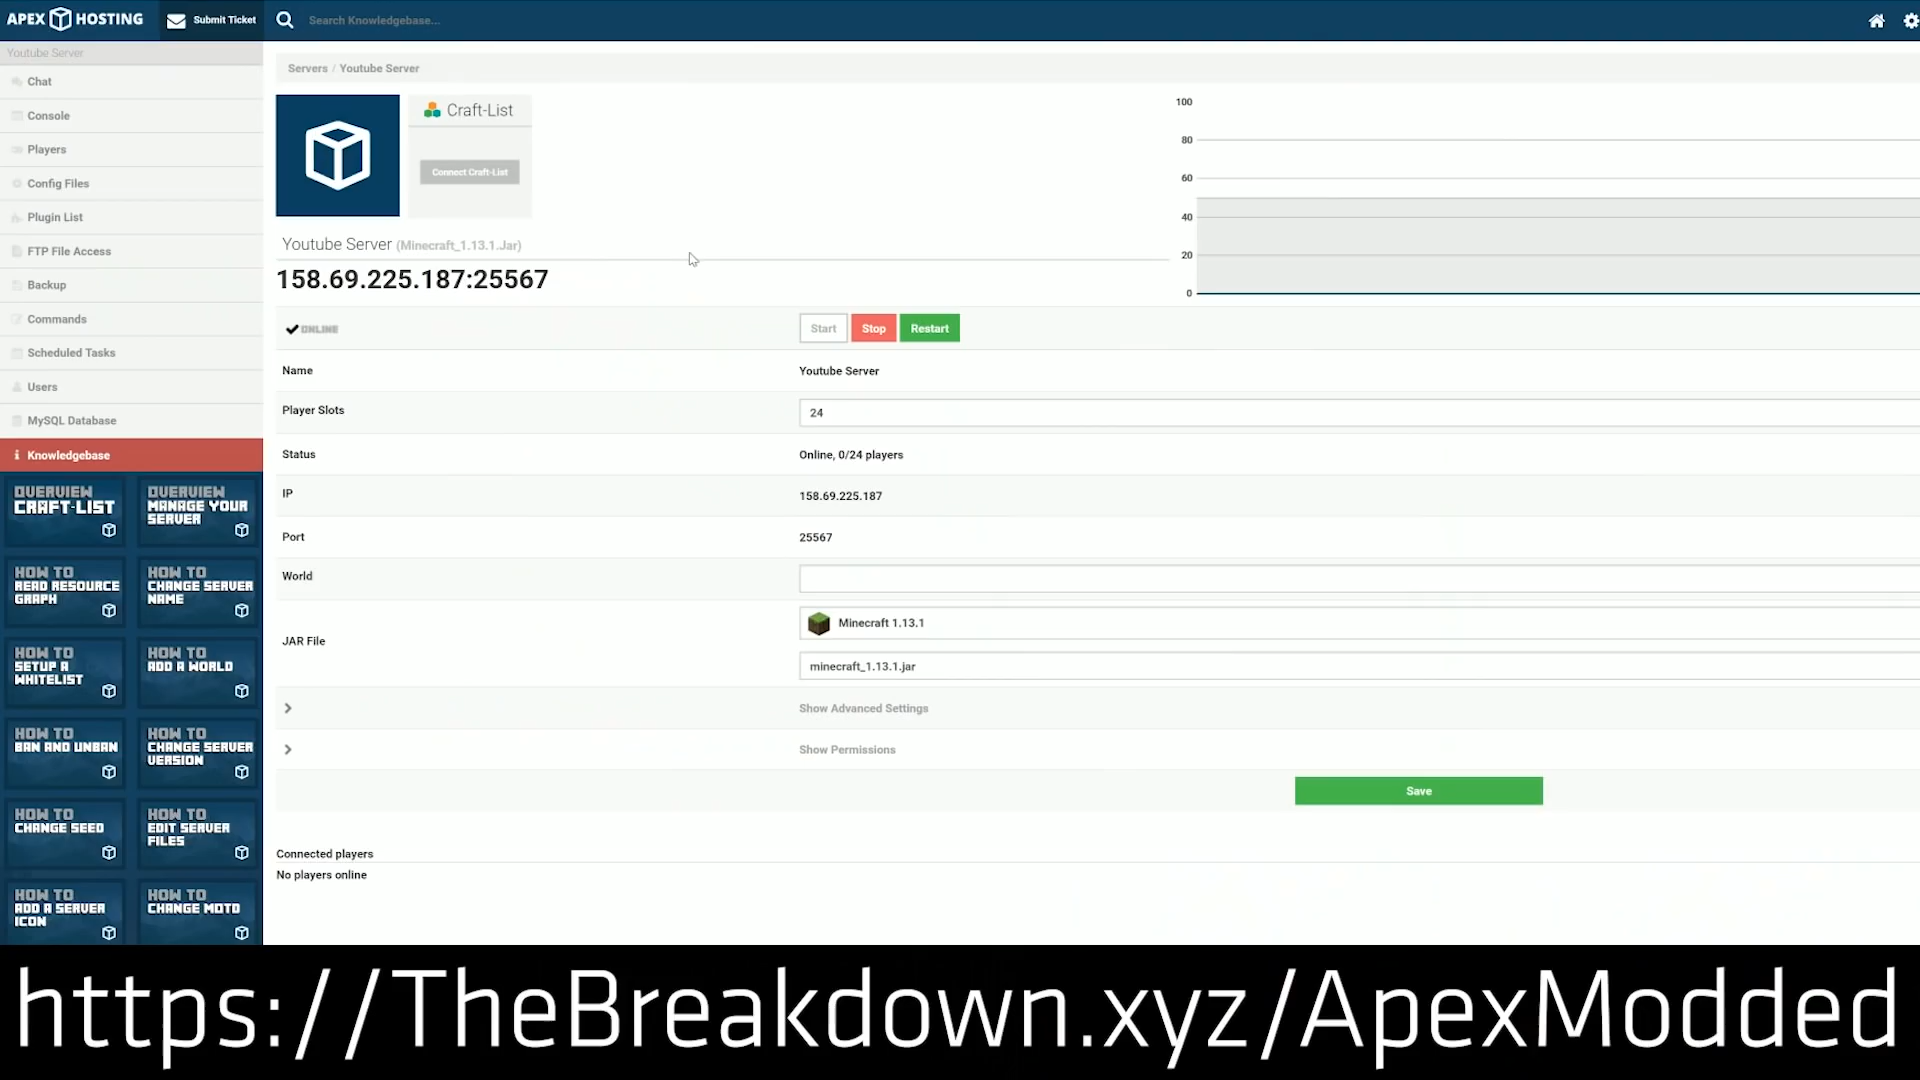 APEX HOSTING
Submit Ticket
Search Knowledgebase...
Youtube Server
Chat
Console
Players
Config Files
Plugin List
FTP File Access
Backup
Commands
Scheduled Tasks
Users
MySQL Database
Knowledgebase
OVERVIEW
CRAFT-LIST
OVERVIEW
MANAGE YOUR
SERVER
HOW TO
READ RESOURCE
GRAPH
HOW TO
CHANGE SERVER
NAME
HOW TO
SETUP A
WHITELIST
HOW TO
ADD A WORLD
HOW TO
BAN AND UNBAN
HOW TO
CHANGE SERVER
VERSION
HOW TO
CHANGE SEED
HOW TO
EDIT SERVER
FILES
HOW TO
ADD A SERVER
ICON
HOW TO
CHANGE MOTD
Servers / Youtube Server
Craft-List
Connect Craft-List
100
80
60
40
20
0
Youtube Server (Minecraft_1.13.1.Jar)
158.69.225.187:25567
ONLINE
Start Stop Restart
Name Youtube Server
Player Slots 24
Status Online, 0/24 players
IP 158.69.225.187
Port 25567
World
JAR File Minecraft 1.13.1
minecraft_1.13.1.jar
Show Advanced Settings
Show Permissions
Save
Connected players
No players online
https://TheBreakdown.xyz/ApexModded